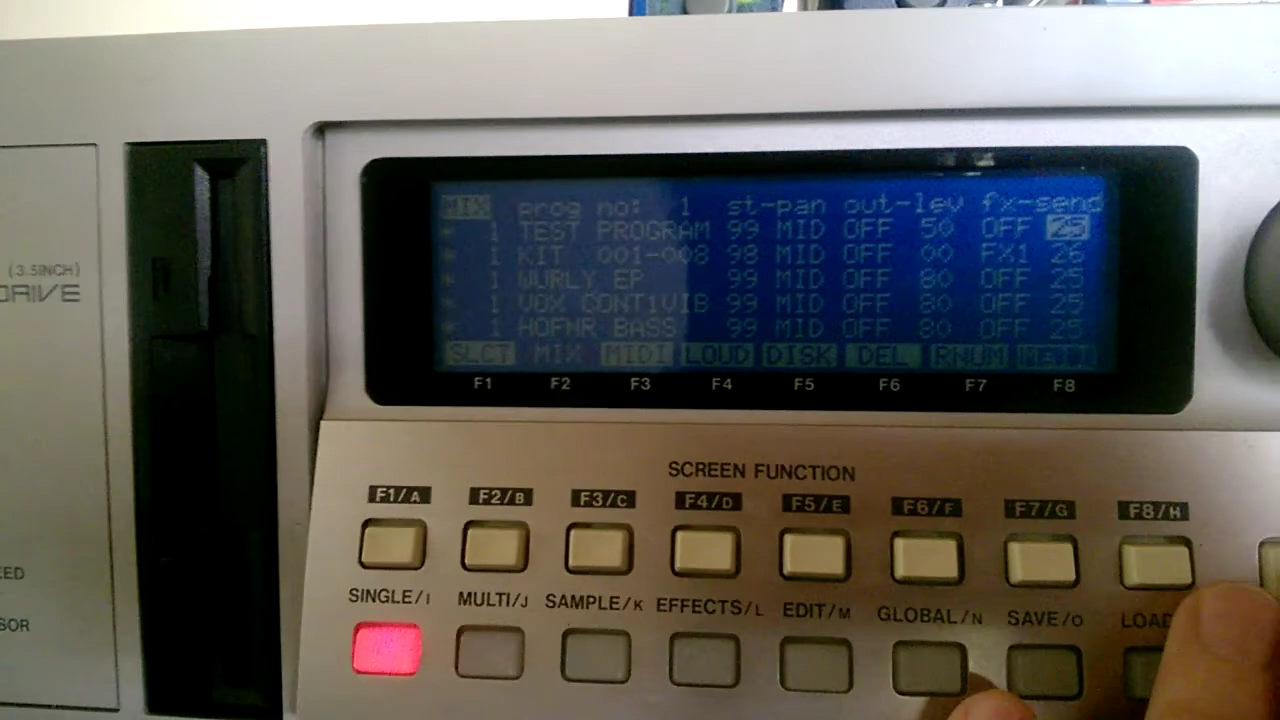 MIX prog no: 1 st-pan out-lev fx-send
* 1 TEST PROGRAM 99 MID OFF 50 OFF 25
* 1 KIT 001-008 98 MID OFF 00 FX1 26
* 1 WURLY EP 99 MID OFF 80 OFF 25
* 1 VOX CONT1VIB 99 MID OFF 80 OFF 25
* 1 HOFNR BASS 99 MID OFF 80 OFF 25
SLCT MIX MIDI LOUD DISK DEL RNUM
F1 F2 F3 F4 F5 F6 F7 F8
(3.5INCH)
DRIVE
SCREEN FUNCTION
F1/A F2/B F3/C F4/D F5/E F6/F F7/G F8/H
SINGLE/I MULTI/J SAMPLE/K EFFECTS/L EDIT/M GLOBAL/N SAVE/O LOAD
EED
SOR